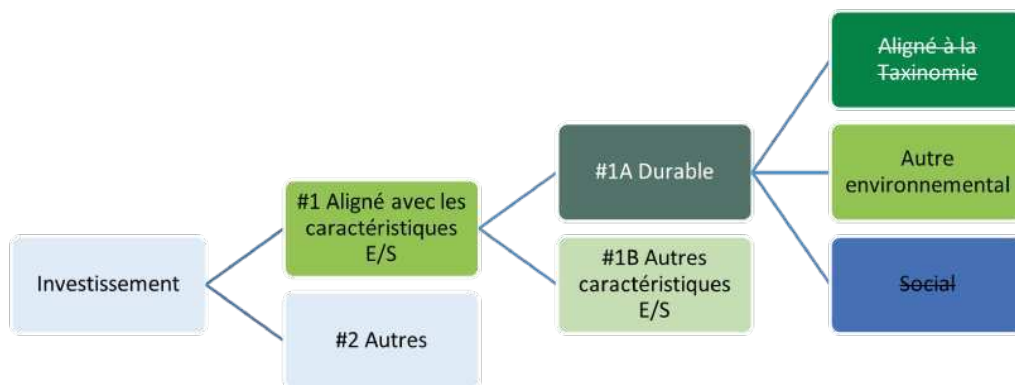 Investissement
#1 Aligné avec les
caractéristiques
E/S
#2 Autres
#1A Durable
#1B Autres
caractéristiques
E/S
Aligné à la
Taxinomie
Autre
environnemental
Social